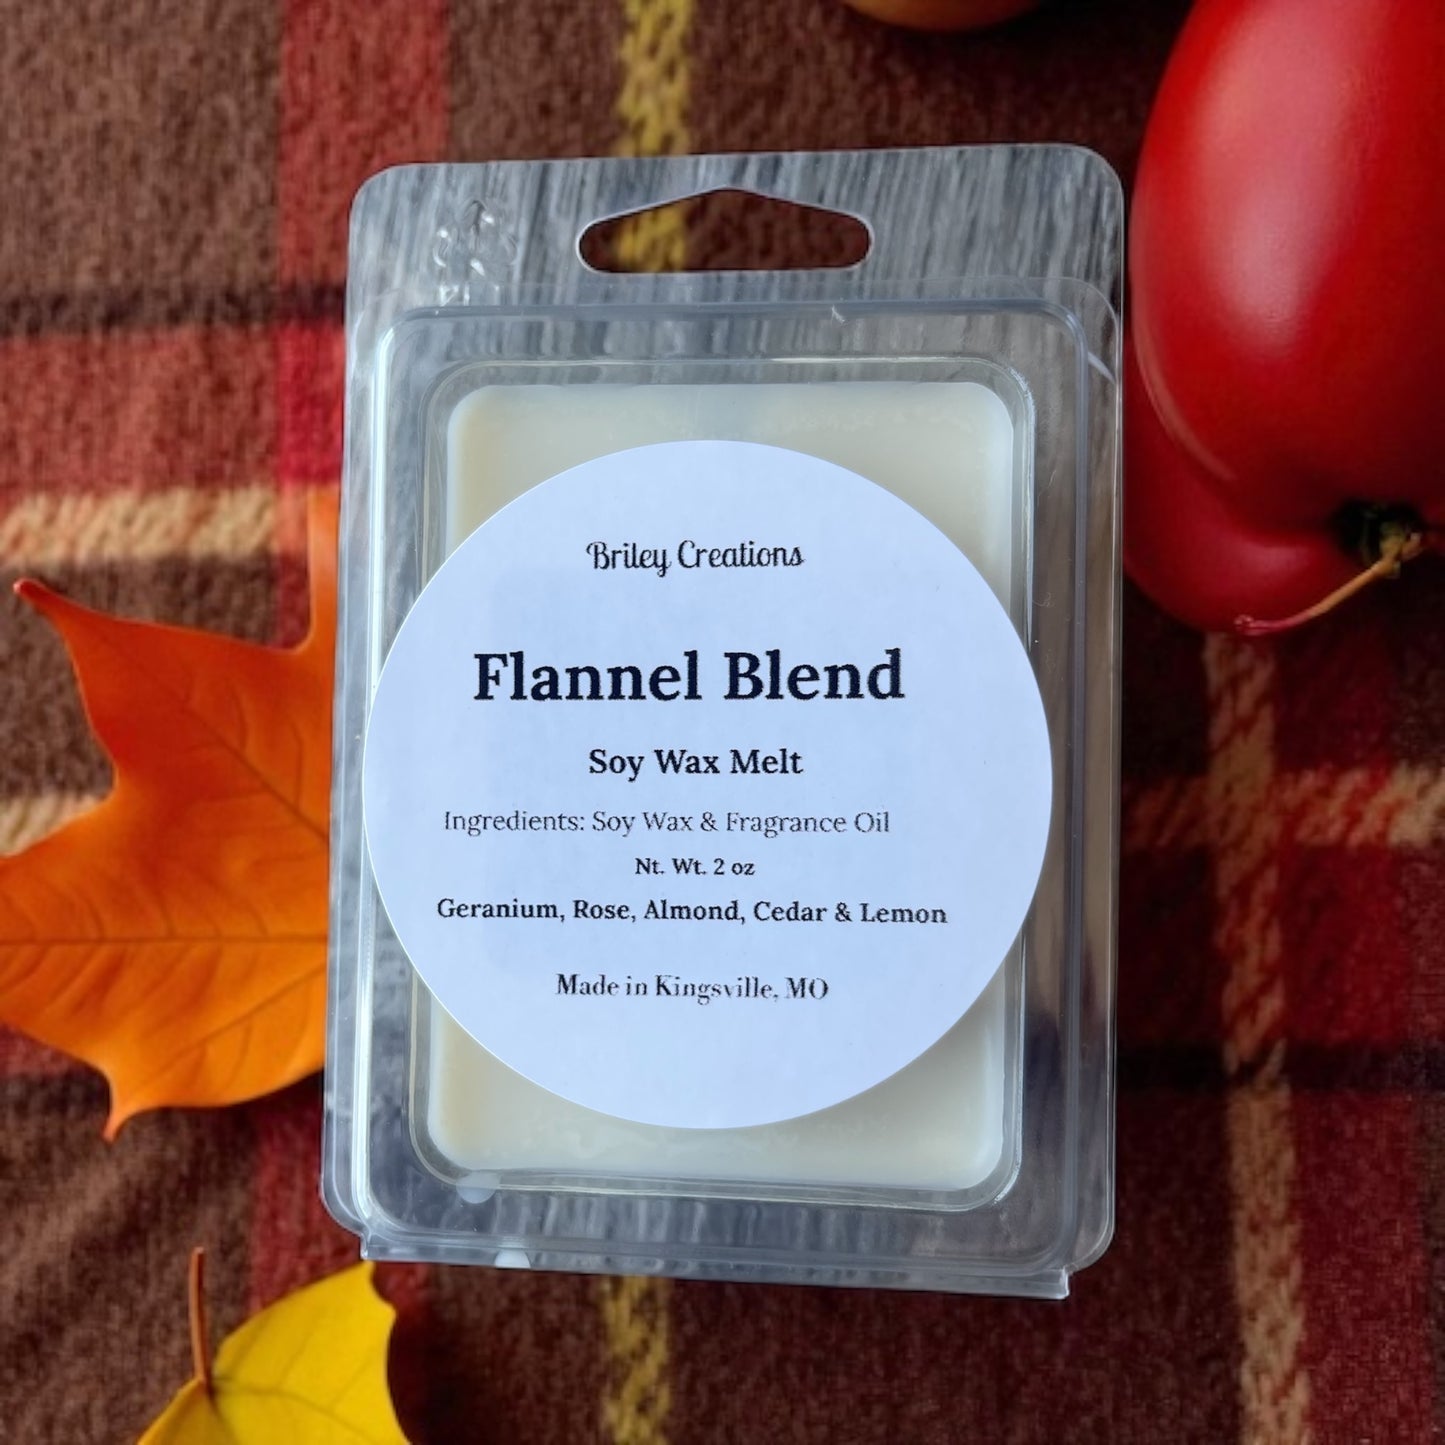 Briley Creations
Flannel Blend
Soy Wax Melt
Ingredients: Soy Wax & Fragrance Oil
Nt. Wt. 2 oz
Geranium, Rose, Almond, Cedar & Lemon
Made in Kingsville, MO